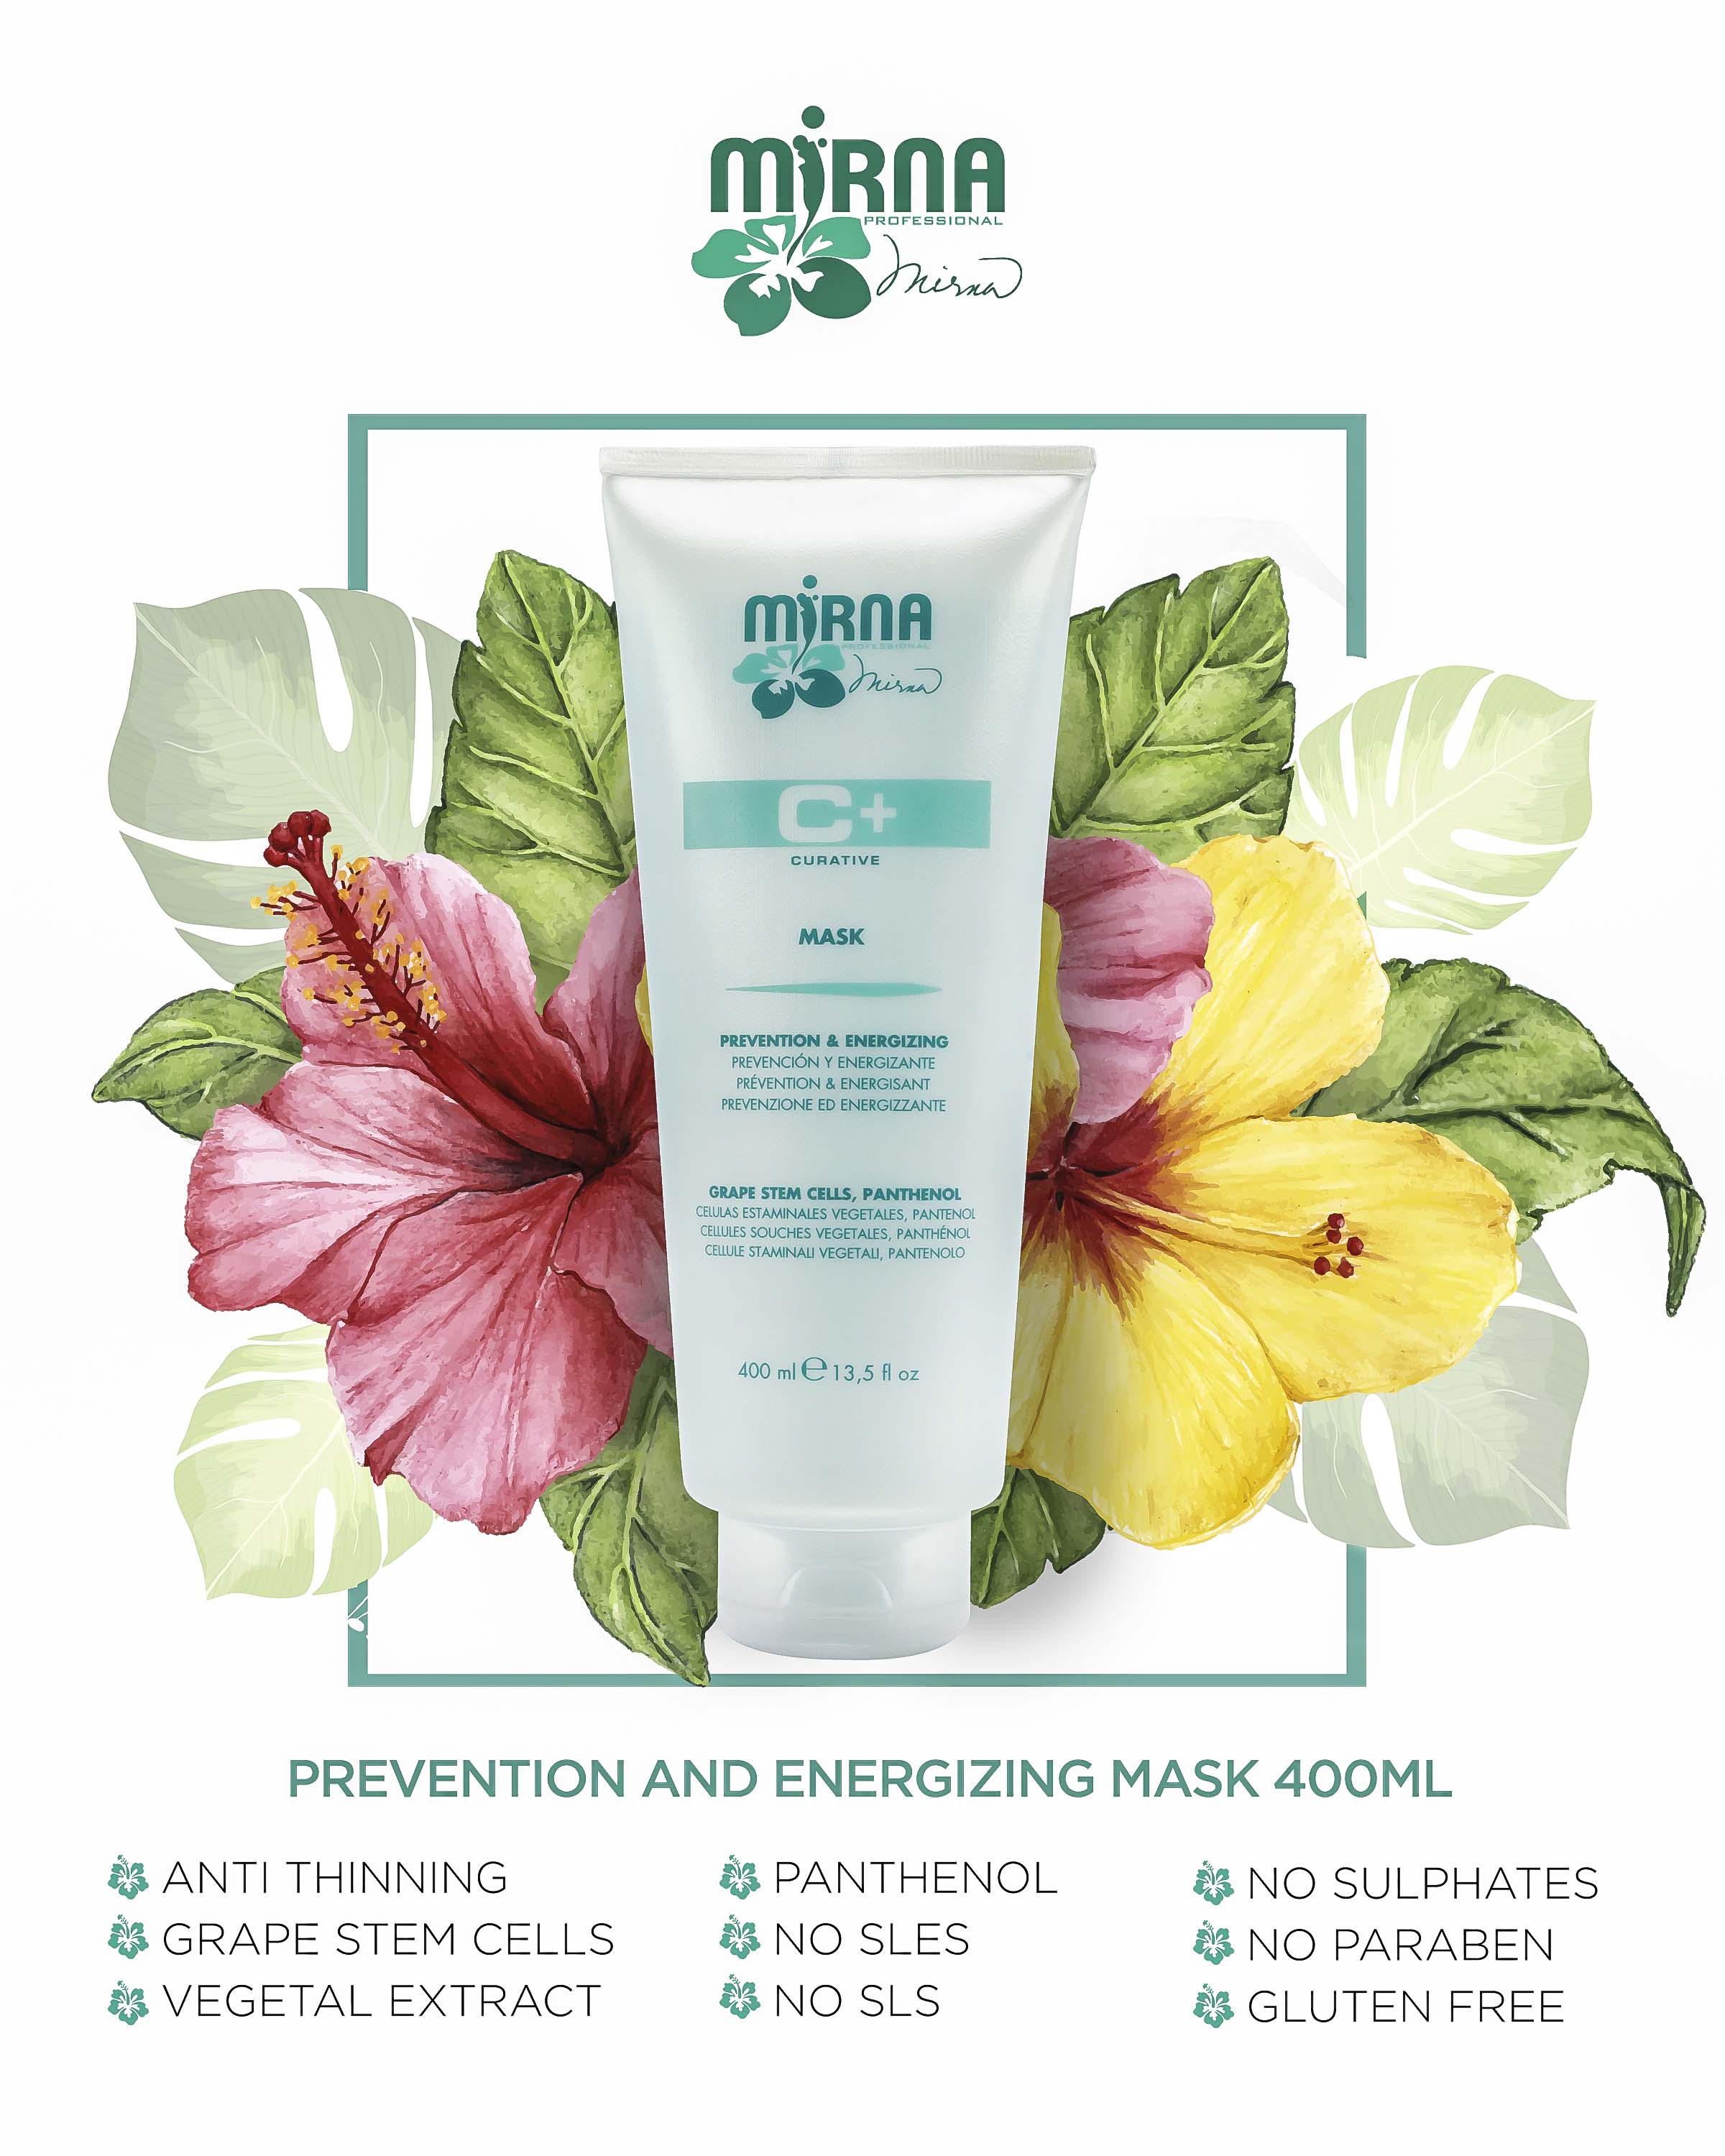 MiRNA
PROFESSIONAL
Mirna
MiRNA
PROFESSIONAL
Mirna
C+
CURATIVE
MASK
PREVENTION & ENERGIZING
PREVENCIÓN Y ENERGIZANTE
PRÉVENTION & ENERGISANT
PREVENZIONE ED ENERGIZZANTE
GRAPE STEM CELLS, PANTHENOL
CELULAS ESTAMINALES VEGETALES, PANTENOL
CELLULES SOUCHES VEGETALES, PANTHÉNOL
CELLULE STAMINALI VEGETALI, PANTENOLO
400 ml ℮ 13,5 fl oz
PREVENTION AND ENERGIZING MASK 400ML
ANTI THINNING
GRAPE STEM CELLS
VEGETAL EXTRACT
PANTHENOL
NO SLES
NO SLS
NO SULPHATES
NO PARABEN
GLUTEN FREE